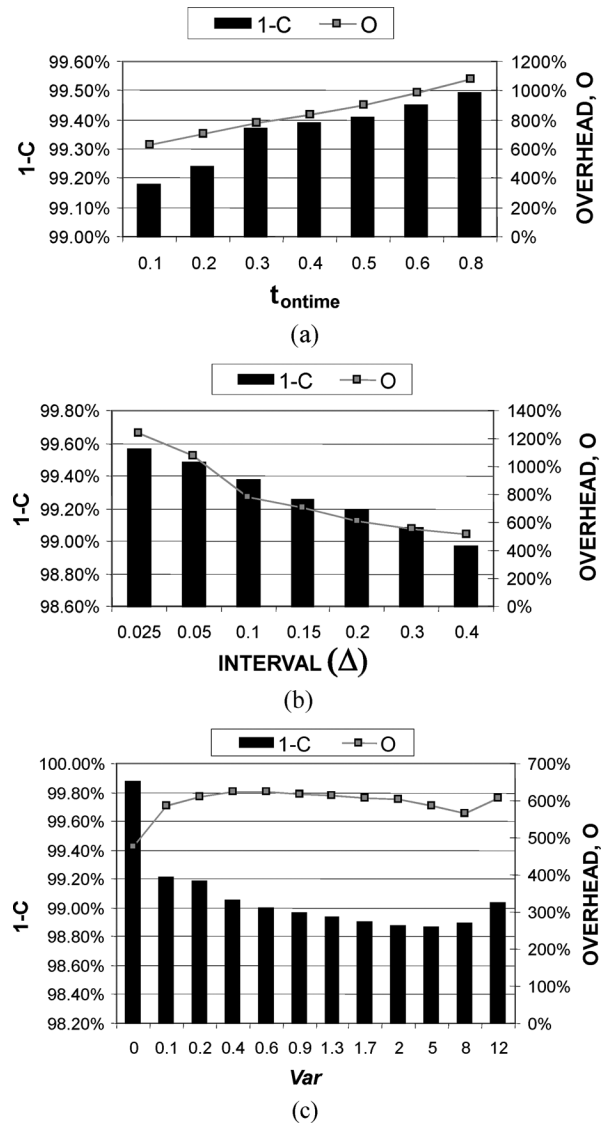 1-C O
99.60% 1200%
99.50% 1000%
99.40% 800%
99.30% 600%
99.20% 400%
99.10% 200%
99.00% 0%
1-C
OVERHEAD, O
0.1 0.2 0.3 0.4 0.5 0.6 0.8
tontime
(a)
1-C O
99.80% 1400%
99.60% 1200%
99.40% 1000%
99.20% 800%
99.00% 600%
98.80% 400%
98.60% 200%
0%
1-C
OVERHEAD, O
0.025 0.05 0.1 0.15 0.2 0.3 0.4
INTERVAL (Δ)
(b)
1-C O
100.00% 700%
99.80% 600%
99.60% 500%
99.40% 400%
99.20% 300%
99.00% 200%
98.80% 100%
98.60% 0%
98.40%
98.20%
1-C
OVERHEAD, O
0 0.1 0.2 0.4 0.6 0.9 1.3 1.7 2 5 8 12
Var
(c)